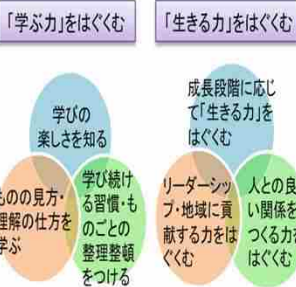 「学ぶ力」をはぐくむ
学びの
楽しさを知る
ものの見方・
理解の仕方を
学ぶ
学び続け
る習慣・も
のごとの
整理整頓
をつける
「生きる力」をはぐくむ
成長段階に応じ
て「生きる力」を
はぐくむ
リーダーシッ
プ・地域に貢
献する力をは
ぐくむ
人との良
い関係を
つくる力を
はぐくむ